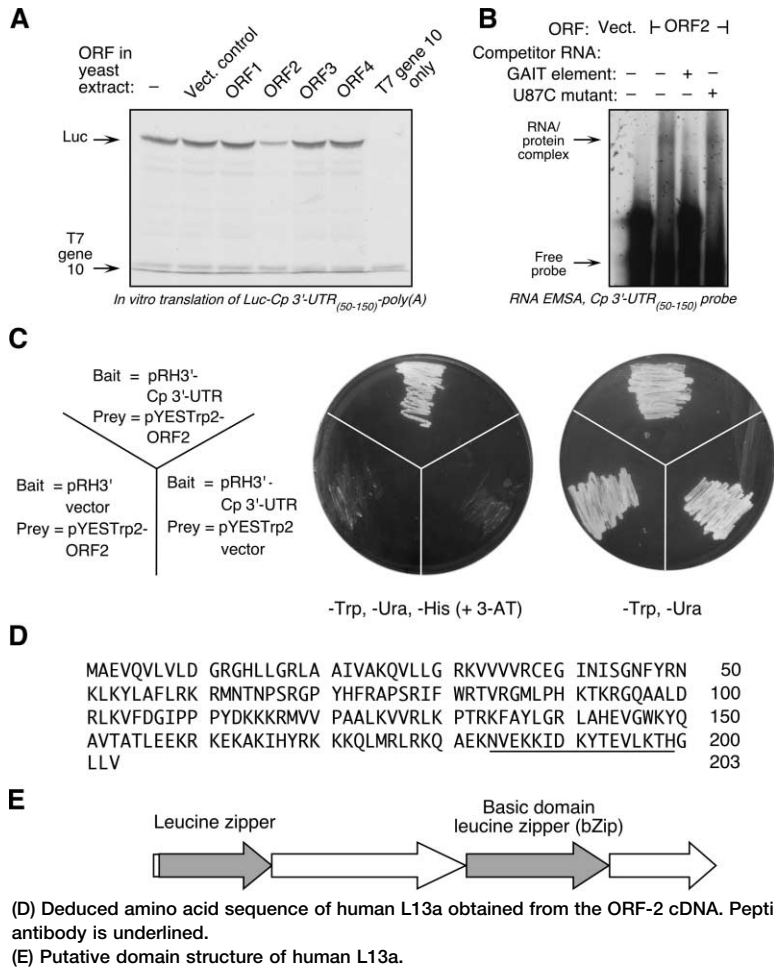 A
ORF in
yeast
extract:
–
Vect. control
ORF1
ORF2
ORF3
ORF4
T7 gene 10
only
Luc
T7
gene
10
In vitro translation of Luc-Cp 3'-UTR(50-150)-poly(A)
B
ORF: Vect. ORF2
Competitor RNA:
GAIT element: – – + –
U87C mutant: – – – +
RNA/
protein
complex
Free
probe
RNA EMSA, Cp 3'-UTR(50-150) probe
C
Bait = pRH3'-
Cp 3'-UTR
Prey = pYESTrp2-
ORF2
Bait = pRH3'
vector
Prey = pYESTrp2-
ORF2
Bait = pRH3'-
Cp 3'-UTR
Prey = pYESTrp2
vector
-Trp, -Ura, -His (+ 3-AT)
-Trp, -Ura
D
MAEVQVLVLD GRGHLLGRLA AIVAKQVLLG RKVVVVRCEG INISGNFYRN 50
KLKYLAFLRK RMNTNPSRGP YHFRAPSRIF WRTVRGMLPH KTKRGQAALD 100
RLKVFDGIPP PYDKKKRMVV PAALKVVRLK PTRKFAYLGR LAHEVGWKYQ 150
AVTATLEEKR KEKAKIHYRK KKQLMRLRKQ AEKNVEKKID KYTEVLKTHG 200
LLV 203
E
Leucine zipper
Basic domain
leucine zipper (bZip)
(D) Deduced amino acid sequence of human L13a obtained from the ORF-2 cDNA. Pepti
antibody is underlined.
(E) Putative domain structure of human L13a.